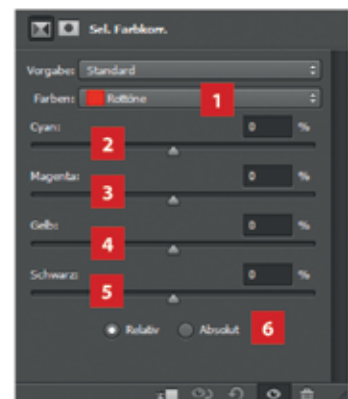 Sel. Farbkorr.
Vorgabe: Standard
Farben: Rottöne 1
Cyan: 0 %
2
Magenta: 0 %
3
Gelb: 0 %
4
Schwarz: 0 %
5
Relativ Absolut 6